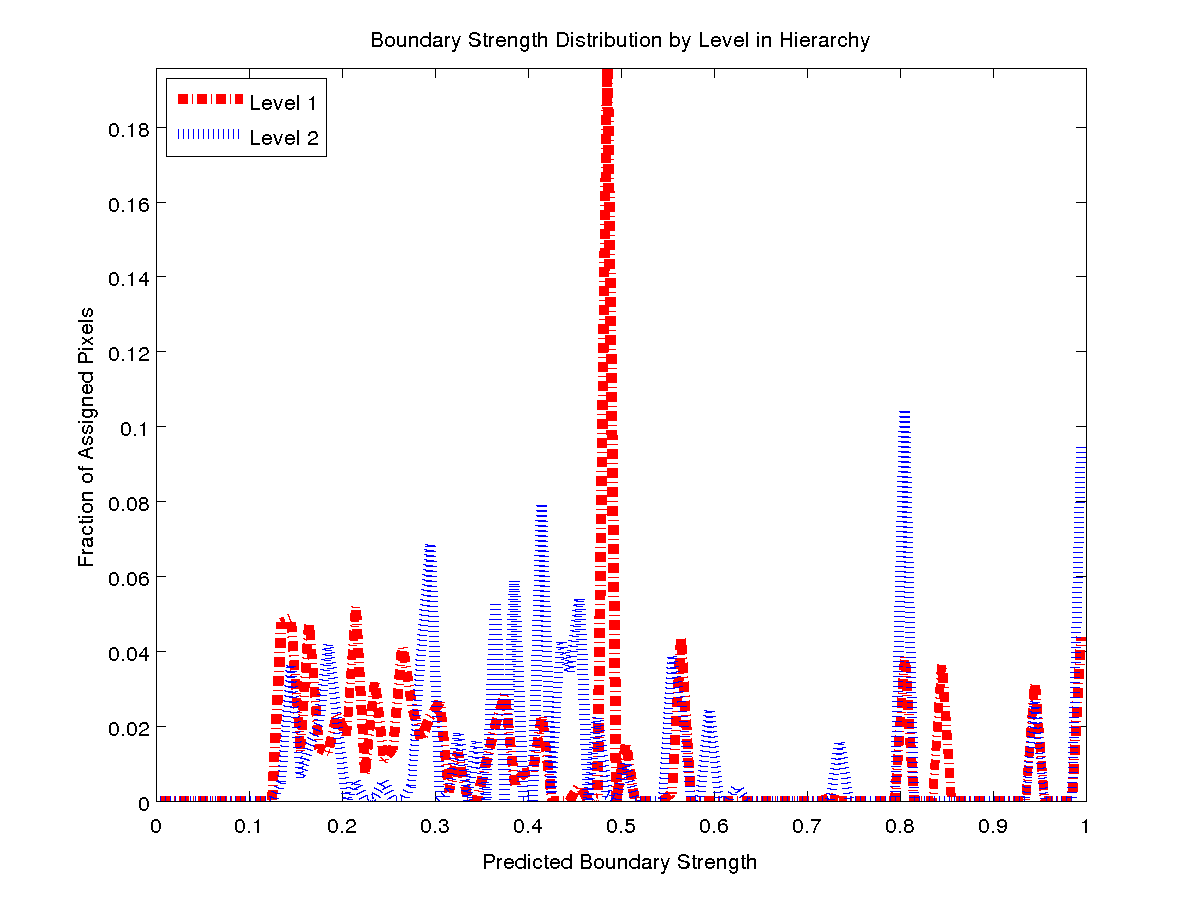 Boundary Strength Distribution by Level in Hierarchy
Level 1
Level 2
0.18
0.16
0.14
0.12
0.1
0.08
0.06
0.04
0.02
0
Fraction of Assigned Pixels
0 0.1 0.2 0.3 0.4 0.5 0.6 0.7 0.8 0.9 1
Predicted Boundary Strength